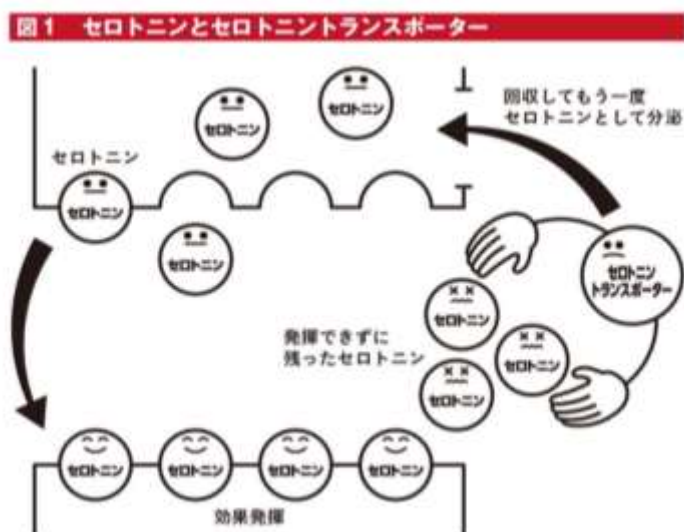 図1 セロトニンとセロトニントランスポーター
セロトニン
セロトニン
セロトニン
回収してもう一度
セロトニンとして分泌
セロトニン
セロトニン
セロトニン
トランスポーター
セロトニン
発揮できずに
残ったセロトニン
セロトニン
セロトニン
セロトニン
セロトニン
セロトニン
セロトニン
効果発揮